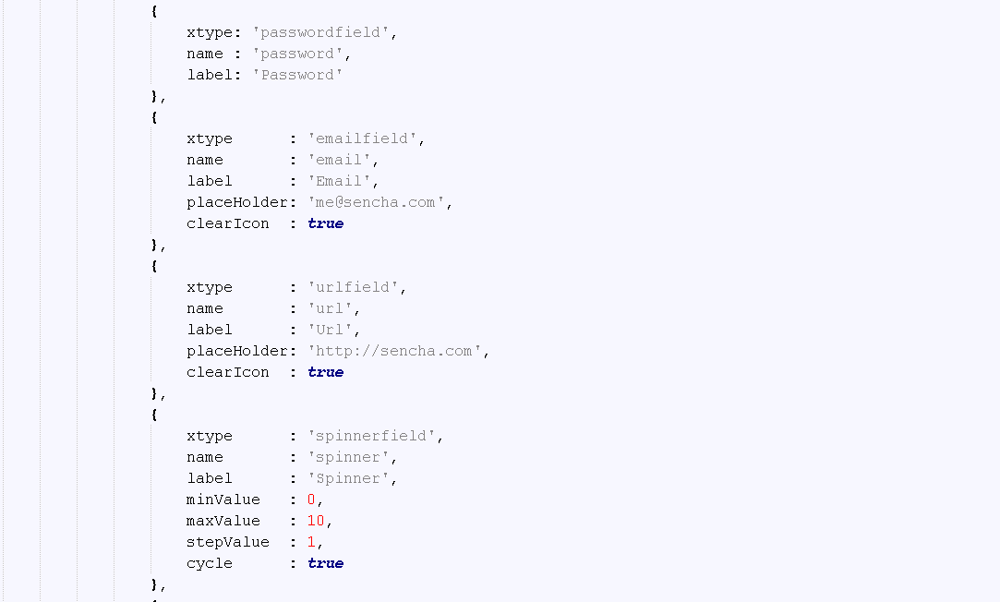 {
    xtype: 'passwordfield',
    name : 'password',
    label: 'Password'
},
{
    xtype      : 'emailfield',
    name       : 'email',
    label      : 'Email',
    placeHolder: 'me@sencha.com',
    clearIcon  : true
},
{
    xtype      : 'urlfield',
    name       : 'url',
    label      : 'Url',
    placeHolder: 'http://sencha.com',
    clearIcon  : true
},
{
    xtype      : 'spinnerfield',
    name       : 'spinner',
    label      : 'Spinner',
    minValue   : 0,
    maxValue   : 10,
    stepValue  : 1,
    cycle      : true
},